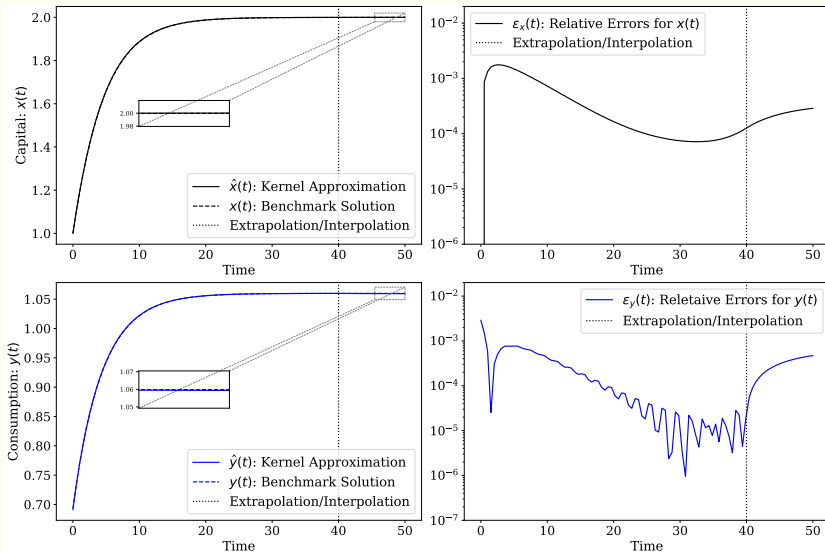 2.0
1.8
1.6
1.4
1.2
1.0
Capital: x(t)
2.00
1.98
x̂(t): Kernel Approximation
x(t): Benchmark Solution
Extrapolation/Interpolation
0 10 20 30 40 50
Time
10⁻²
10⁻³
10⁻⁴
10⁻⁵
10⁻⁶
εₓ(t): Relative Errors for x(t)
Extrapolation/Interpolation
0 10 20 30 40 50
Time
1.05
1.00
0.95
0.90
0.85
0.80
0.75
0.70
Consumption: y(t)
1.07
1.06
1.05
ŷ(t): Kernel Approximation
y(t): Benchmark Solution
Extrapolation/Interpolation
0 10 20 30 40 50
Time
10⁻²
10⁻³
10⁻⁴
10⁻⁵
10⁻⁶
10⁻⁷
ε_y(t): Reletaive Errors for y(t)
Extrapolation/Interpolation
0 10 20 30 40 50
Time